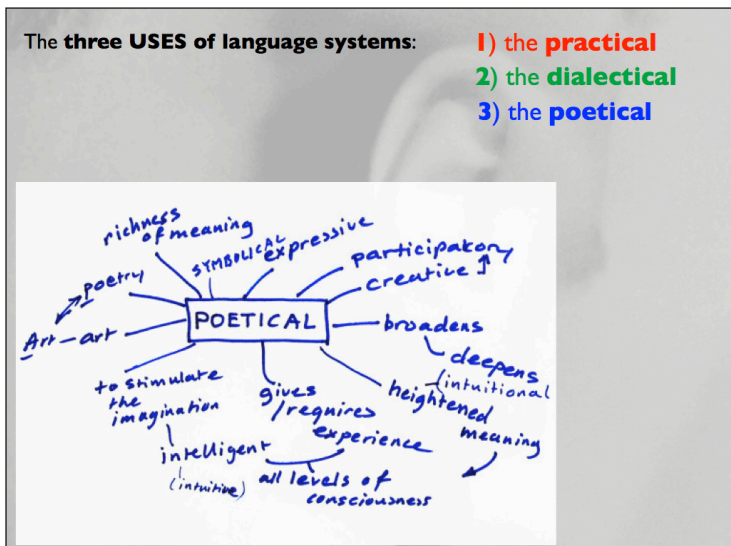 The three USES of language systems:
1) the practical
2) the dialectical
3) the poetical
richness
of meaning
SYMBOLICAL
expressive
participatory
creative
poetry
Art - art
POETICAL
broadens
deepens
(intuitional
heightened
meaning
to stimulate
the
imagination
gives
/requires
experience
intelligent
(intuitive)
all levels of
consciousness